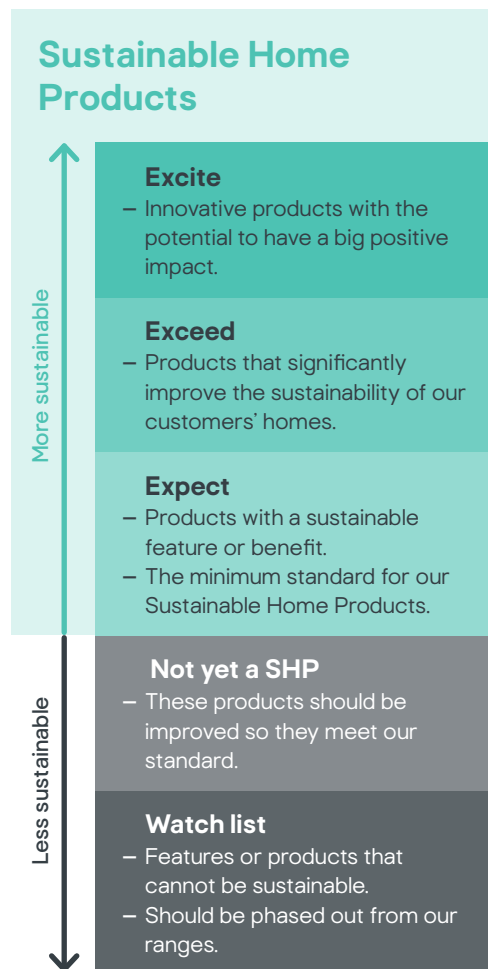 Sustainable Home
Products
More sustainable
Excite
– Innovative products with the
potential to have a big positive
impact.
Exceed
– Products that significantly
improve the sustainability of our
customers’ homes.
Expect
– Products with a sustainable
feature or benefit.
– The minimum standard for our
Sustainable Home Products.
Less sustainable
Not yet a SHP
– These products should be
improved so they meet our
standard.
Watch list
– Features or products that
cannot be sustainable.
– Should be phased out from our
ranges.